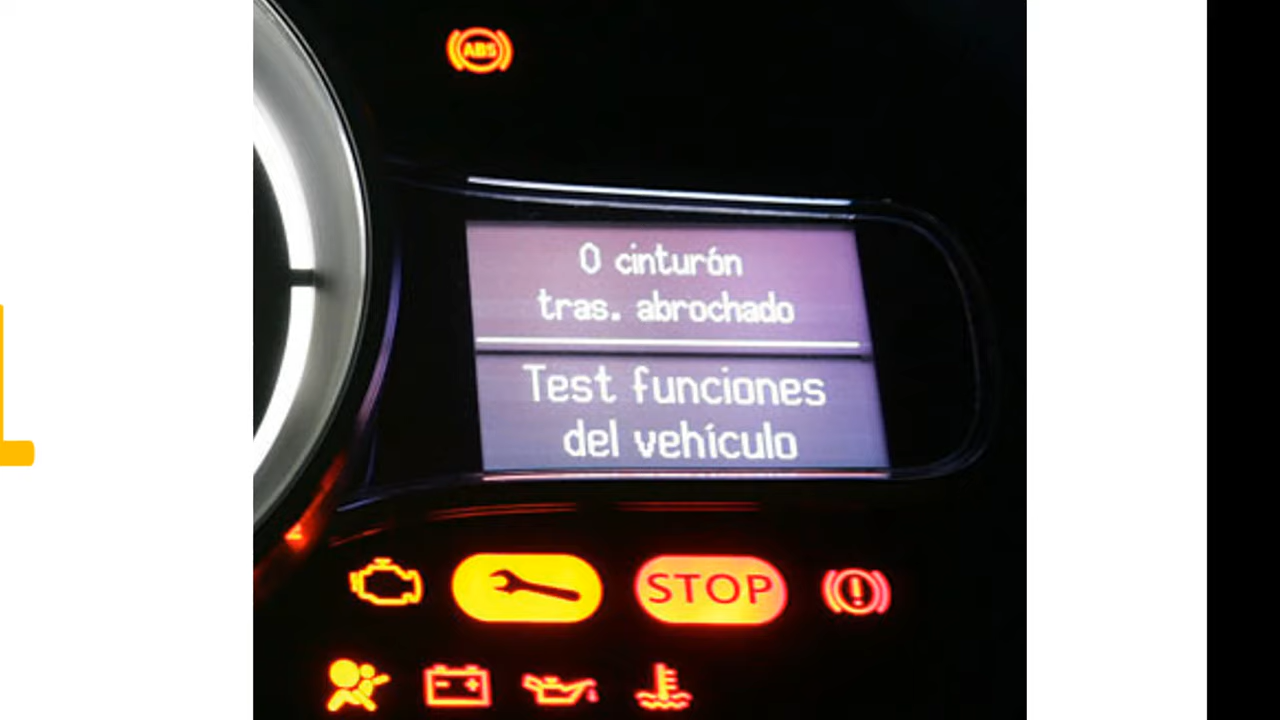 ABS
0 cinturón
tras. abrochado
Test funciones
del vehículo
STOP